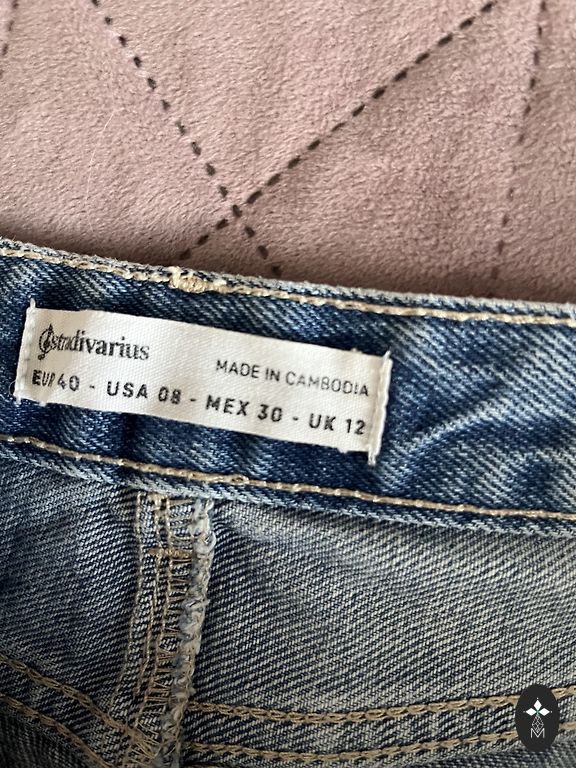 Stradivarius
MADE IN CAMBODIA
EUR 40 - USA 08 - MEX 30 - UK 12
M